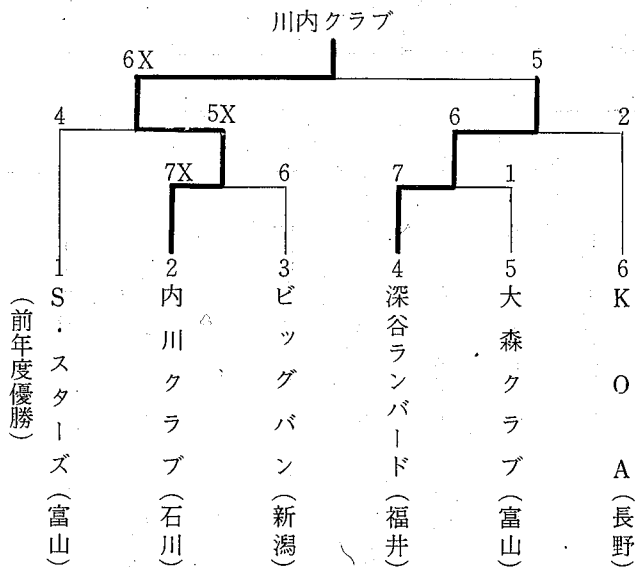 川内クラブ
6X 5
4 5X 6 2
7X 6 7 1
1 2 3 4 5 6
S・スターズ(富山)
(前年度優勝)
内川クラブ(石川)
ビッグバン(新潟)
深谷ランバード(福井)
大森クラブ(富山)
KOA(長野)